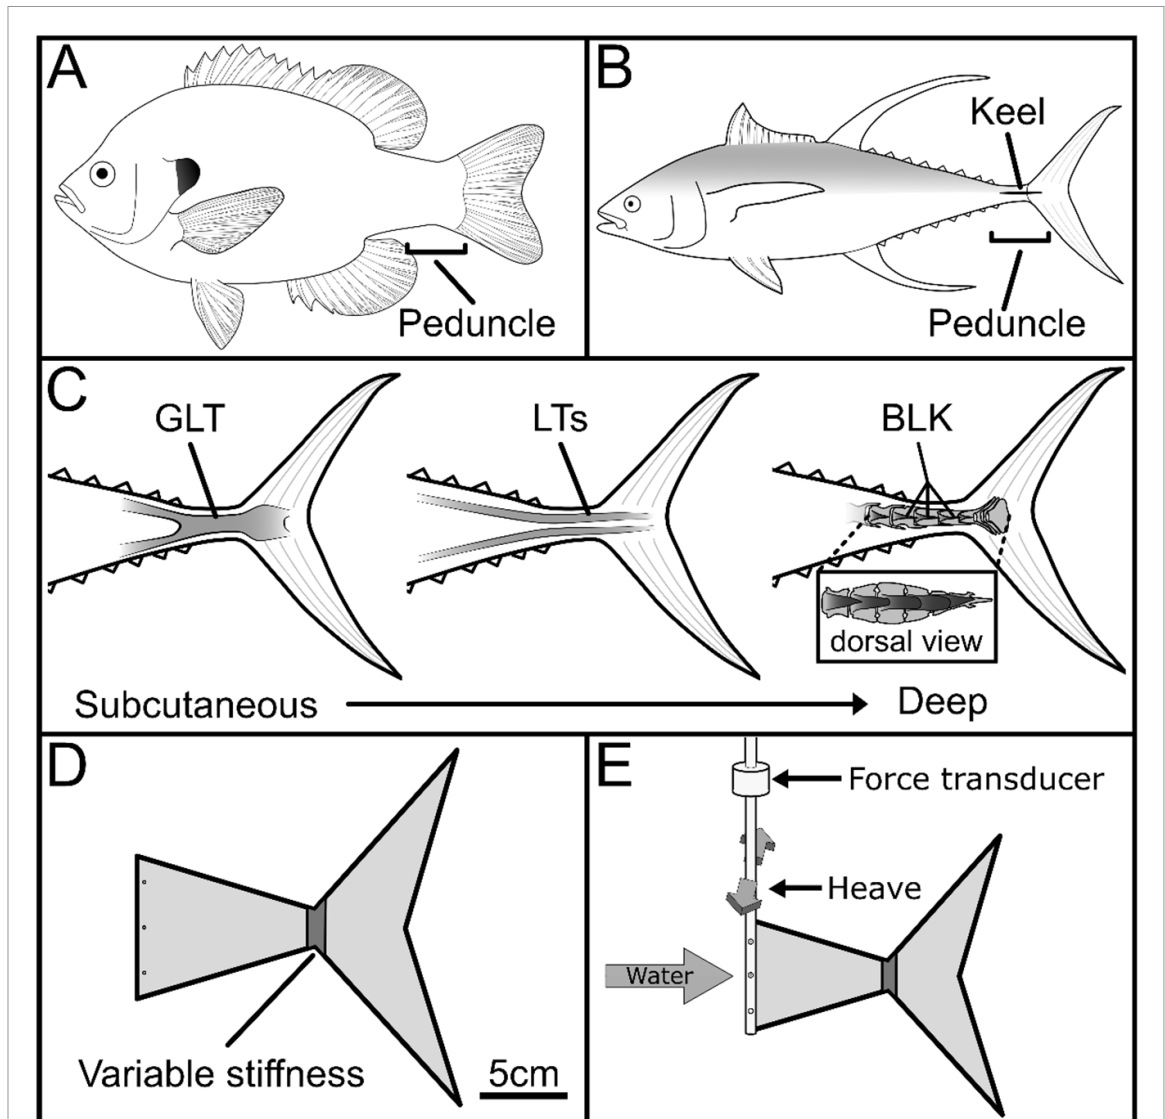 A
Peduncle
B
Keel
Peduncle
C
GLT
LTs
BLK
dorsal view
Subcutaneous
Deep
D
Variable stiffness
5cm
E
Force transducer
Heave
Water